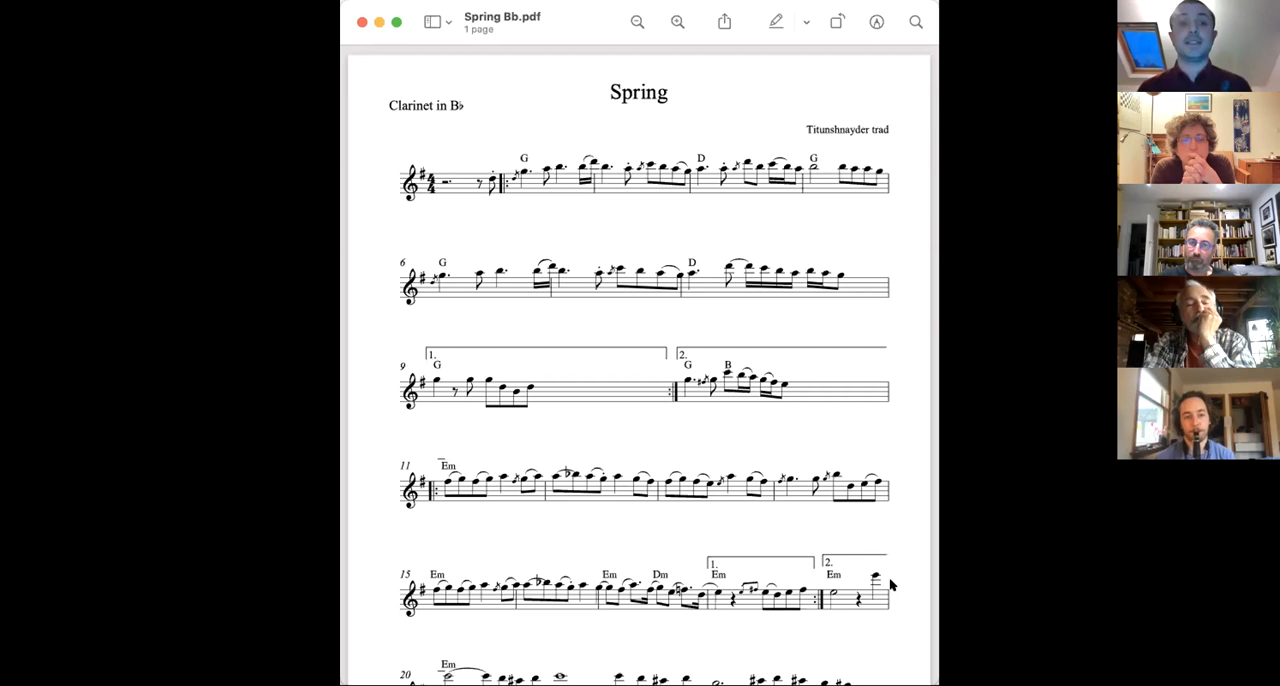 Spring Bb.pdf
1 page
Spring
Clarinet in B♭
Titunshnayder trad
G D G
6 G D
1. 2.
9 G G B
11 Em
1. 2.
15 Em Em Dm Em Em
20 Em